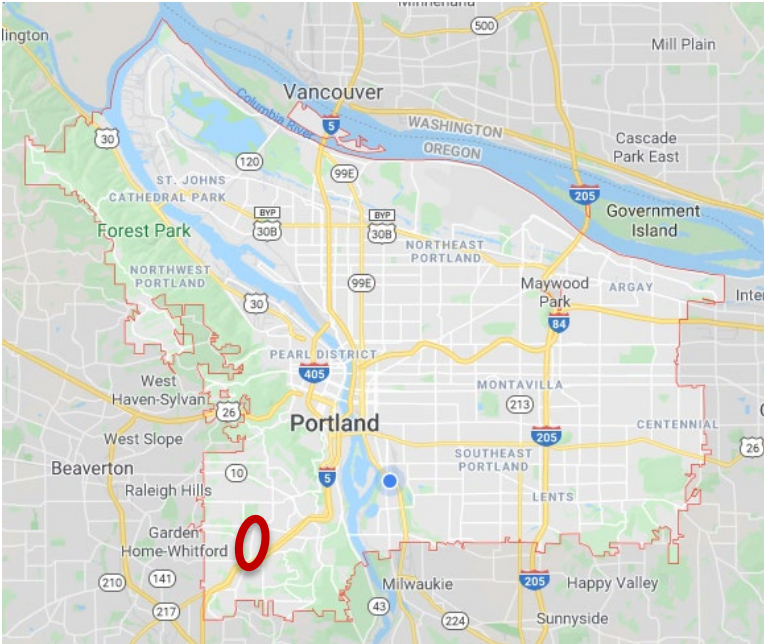 Minnehaha
500
lington
Mill Plain
Vancouver
Columbia River
5
WASHINGTON
OREGON
Cascade
Park East
30
120
99E
ST. JOHNS
CATHEDRAL PARK
205
Government
Island
BYP
30B
BYP
30B
Forest Park
NORTHEAST
PORTLAND
NORTHWEST
PORTLAND
99E
Maywood
Park
ARGAY
Inte
30
84
PEARL DISTRICT
405
West
Haven-Sylvan
MONTAVILLA
213
26
Portland
CENTENNIAL
West Slope
205
26
Beaverton
10
SOUTHEAST
PORTLAND
5
Raleigh Hills
LENTS
Garden
Home-Whitford
210
141
217
Milwaukie
205
Happy Valley
43
224
Sunnyside